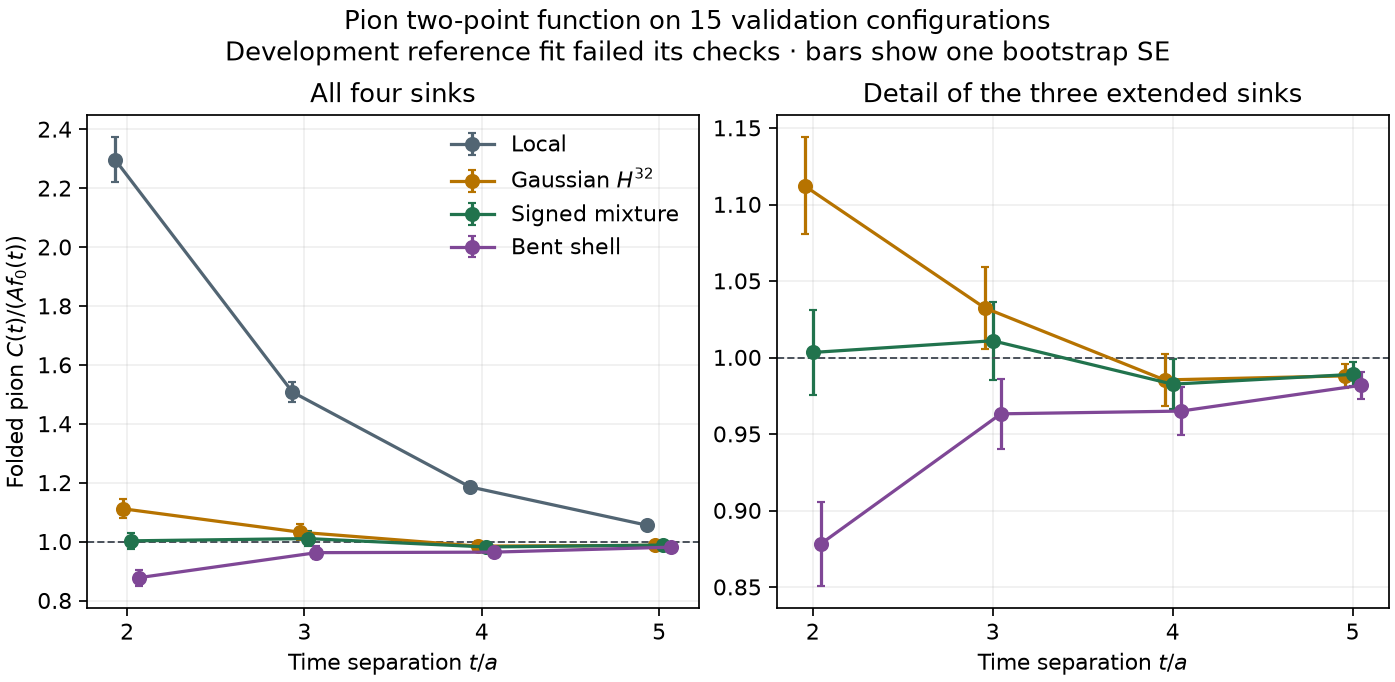 Pion two-point function on 15 validation configurations
Development reference fit failed its checks · bars show one bootstrap SE
All four sinks
Folded pion C(t)/(Af₀(t))
2.4
2.2
2.0
1.8
1.6
1.4
1.2
1.0
0.8
Local
Gaussian H³²
Signed mixture
Bent shell
2 3 4 5
Time separation t/a
Detail of the three extended sinks
1.15
1.10
1.05
1.00
0.95
0.90
0.85
2 3 4 5
Time separation t/a